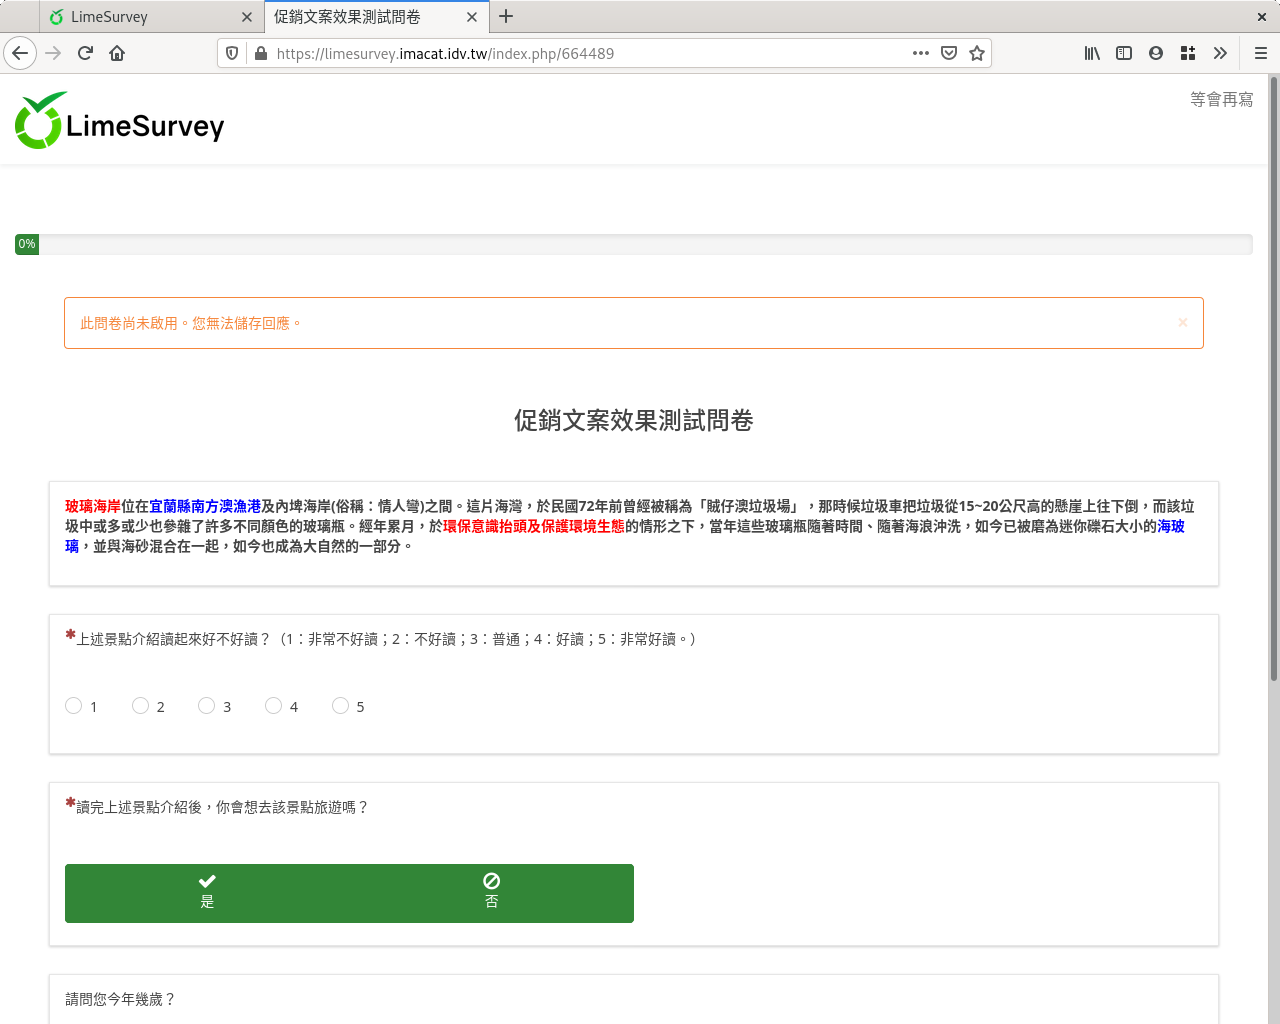 LimeSurvey
促銷文案效果測試問卷
https://limesurvey.imacat.idv.tw/index.php/664489
LimeSurvey
等會再寫
0%
此問卷尚未啟用。您無法儲存回應。
促銷文案效果測試問卷
玻璃海岸位在宜蘭縣南方澳漁港及內埤海岸(俗稱：情人彎)之間。這片海灣，於民國72年前曾經被稱為「賊仔澳垃圾場」，那時候垃圾車把垃圾從15~20公尺高的懸崖上往下倒，而該垃
圾中或多或少也參雜了許多不同顏色的玻璃瓶。經年累月，於環保意識抬頭及保護環境生態的情形之下，當年這些玻璃瓶隨著時間、隨著海浪沖洗，如今已被磨為迷你礫石大小的海玻
璃，並與海砂混合在一起，如今也成為大自然的一部分。
上述景點介紹讀起來好不好讀？（1：非常不好讀；2：不好讀；3：普通；4：好讀；5：非常好讀。）
1 2 3 4 5
讀完上述景點介紹後，你會想去該景點旅遊嗎？
是 否
請問您今年幾歲？